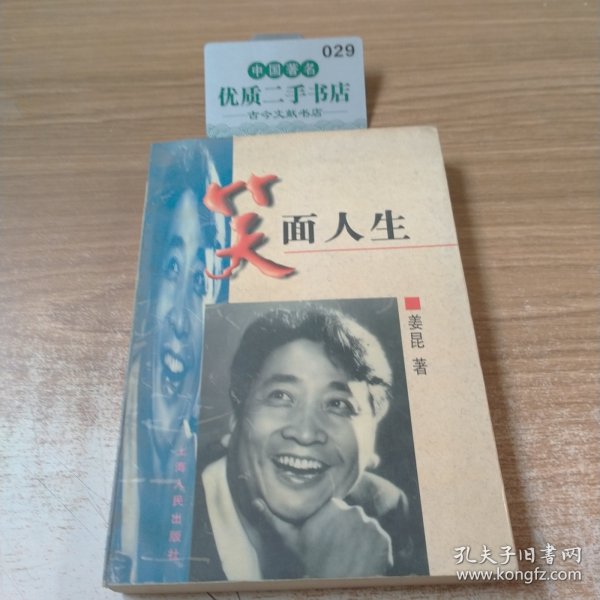 029
中国著名
优质二手书店
古今文献书店
笑面人生
姜昆 著
上海人民出版社
孔夫子旧书网
www.kongfz.com